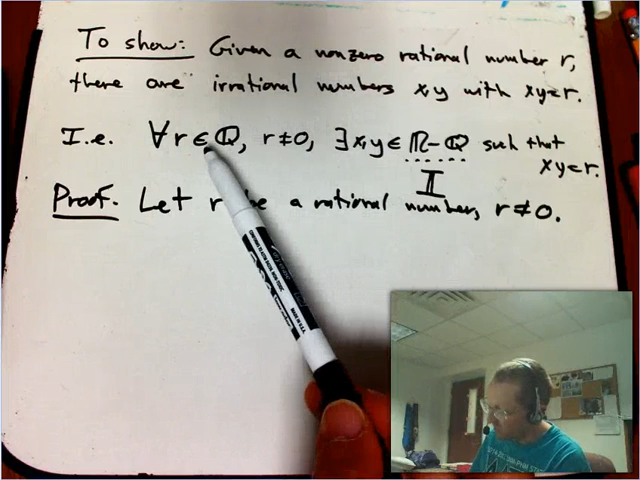 To show: Given a nonzero rational number r,
there are irrational numbers x,y with xy=r.
I.e. ∀ r ∈ ℚ, r≠0, ∃ x,y ∈ ℝ-ℚ such that
xy=r.
𝕀
Proof. Let r be a rational number, r≠0.